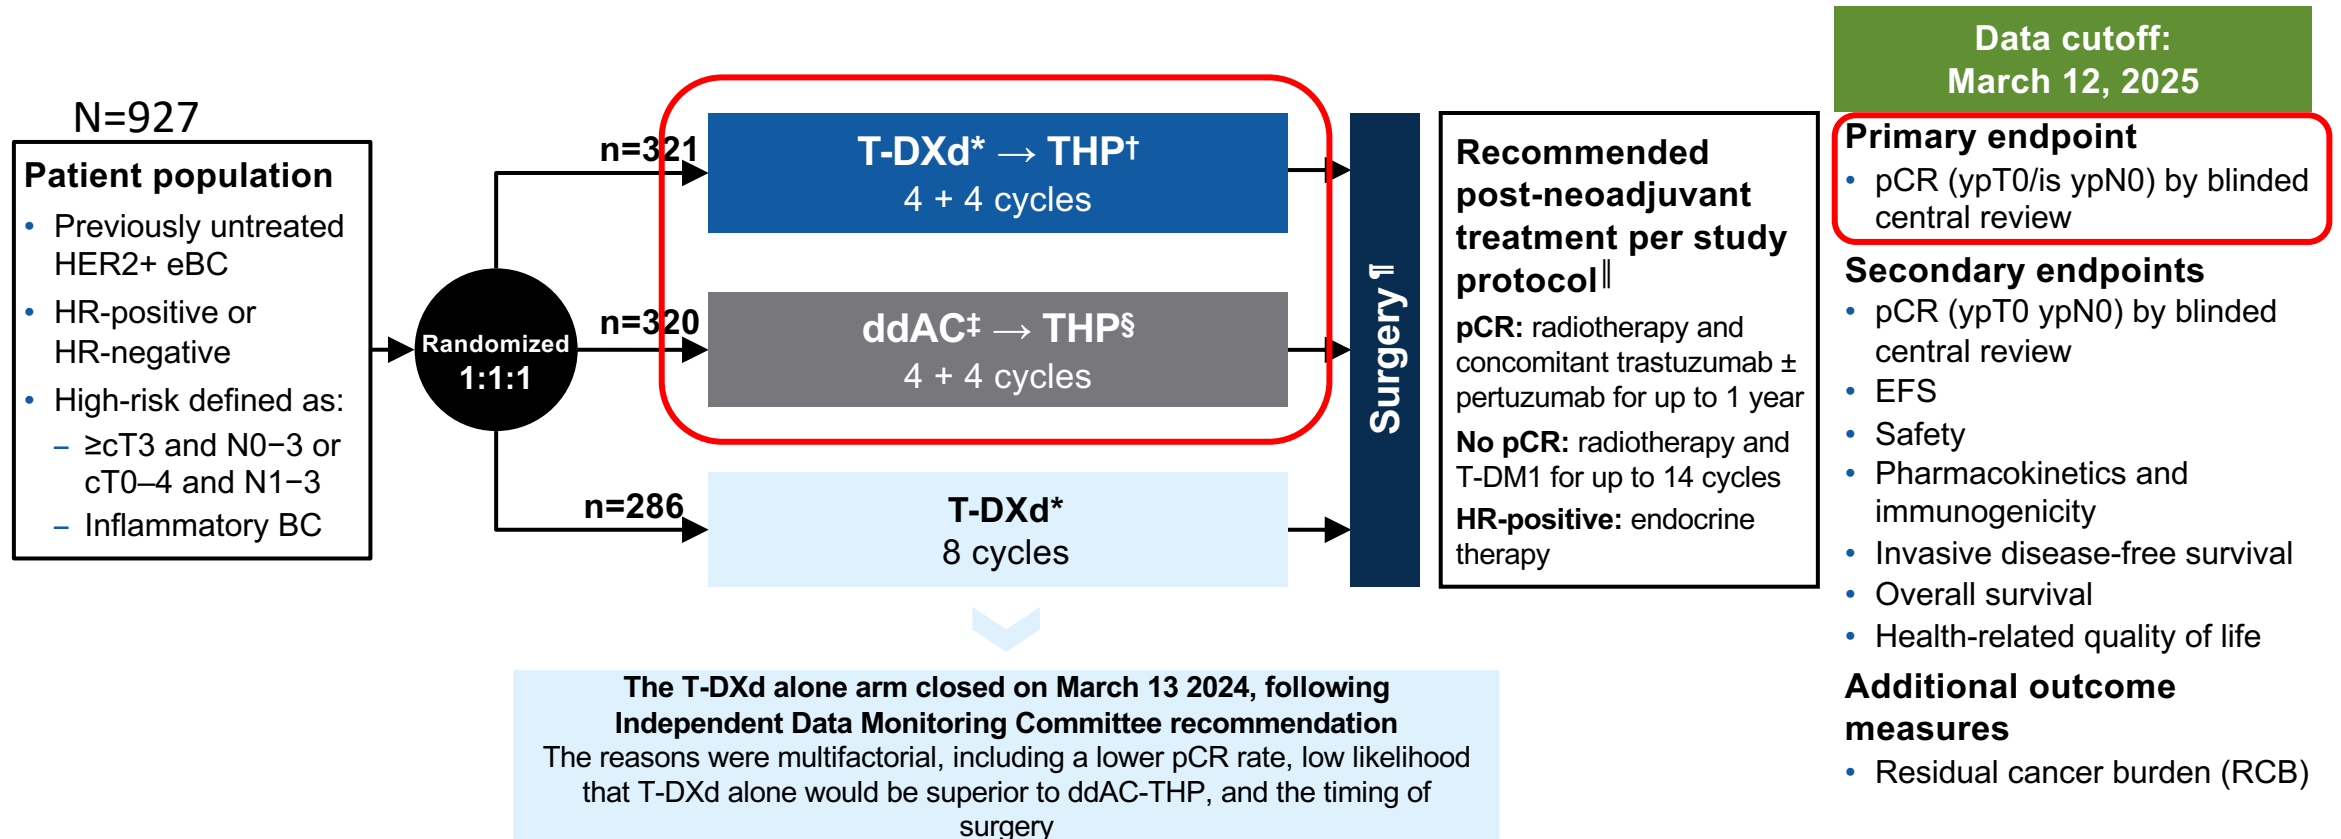 N=927
Patient population
• Previously untreated
HER2+ eBC
• HR-positive or
HR-negative
• High-risk defined as:
– ≥cT3 and N0−3 or
cT0–4 and N1−3
– Inflammatory BC
Randomized
1:1:1
n=321
T-DXd* → THP†
4 + 4 cycles
n=320
ddAC‡ → THP§
4 + 4 cycles
n=286
T-DXd*
8 cycles
The T-DXd alone arm closed on March 13 2024, following
Independent Data Monitoring Committee recommendation
The reasons were multifactorial, including a lower pCR rate, low likelihood
that T-DXd alone would be superior to ddAC-THP, and the timing of
surgery
Surgery¶
Recommended
post-neoadjuvant
treatment per study
protocol‖
pCR: radiotherapy and
concomitant trastuzumab ±
pertuzumab for up to 1 year
No pCR: radiotherapy and
T-DM1 for up to 14 cycles
HR-positive: endocrine
therapy
Data cutoff:
March 12, 2025
Primary endpoint
• pCR (ypT0/is ypN0) by blinded
central review
Secondary endpoints
• pCR (ypT0 ypN0) by blinded
central review
• EFS
• Safety
• Pharmacokinetics and
immunogenicity
• Invasive disease-free survival
• Overall survival
• Health-related quality of life
Additional outcome
measures
• Residual cancer burden (RCB)